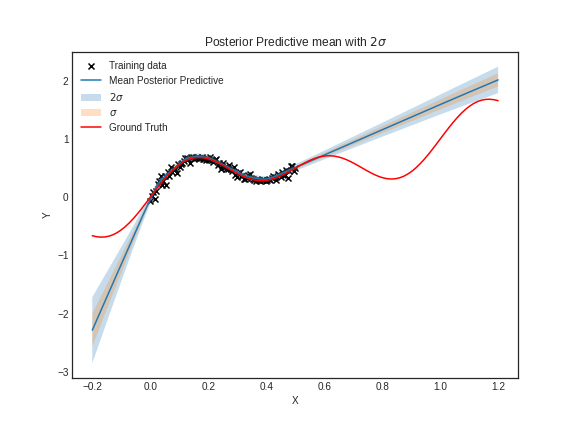 Posterior Predictive mean with 2σ
Training data
Mean Posterior Predictive
2σ
σ
Ground Truth
Y
2
1
0
−1
−2
−3
−0.2 0.0 0.2 0.4 0.6 0.8 1.0 1.2
X